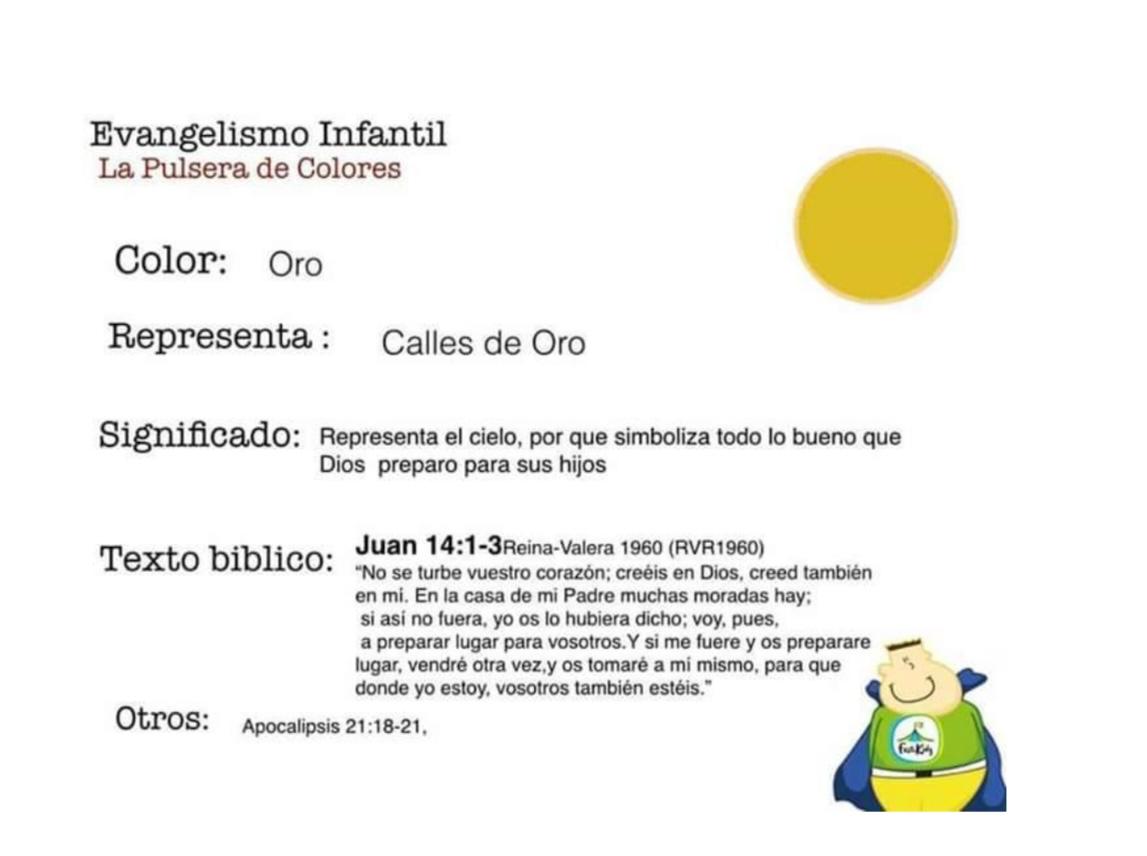 Evangelismo Infantil
La Pulsera de Colores
Color: Oro
Representa : Calles de Oro
Significado: Representa el cielo, por que simboliza todo lo bueno que
Dios preparo para sus hijos
Texto biblico: Juan 14:1-3Reina-Valera 1960 (RVR1960)
“No se turbe vuestro corazón; creéis en Dios, creed también
en mí. En la casa de mi Padre muchas moradas hay;
si así no fuera, yo os lo hubiera dicho; voy, pues,
a preparar lugar para vosotros.Y si me fuere y os preparare
lugar, vendré otra vez,y os tomaré a mí mismo, para que
donde yo estoy, vosotros también estéis.”
Otros: Apocalipsis 21:18-21,
FunKids